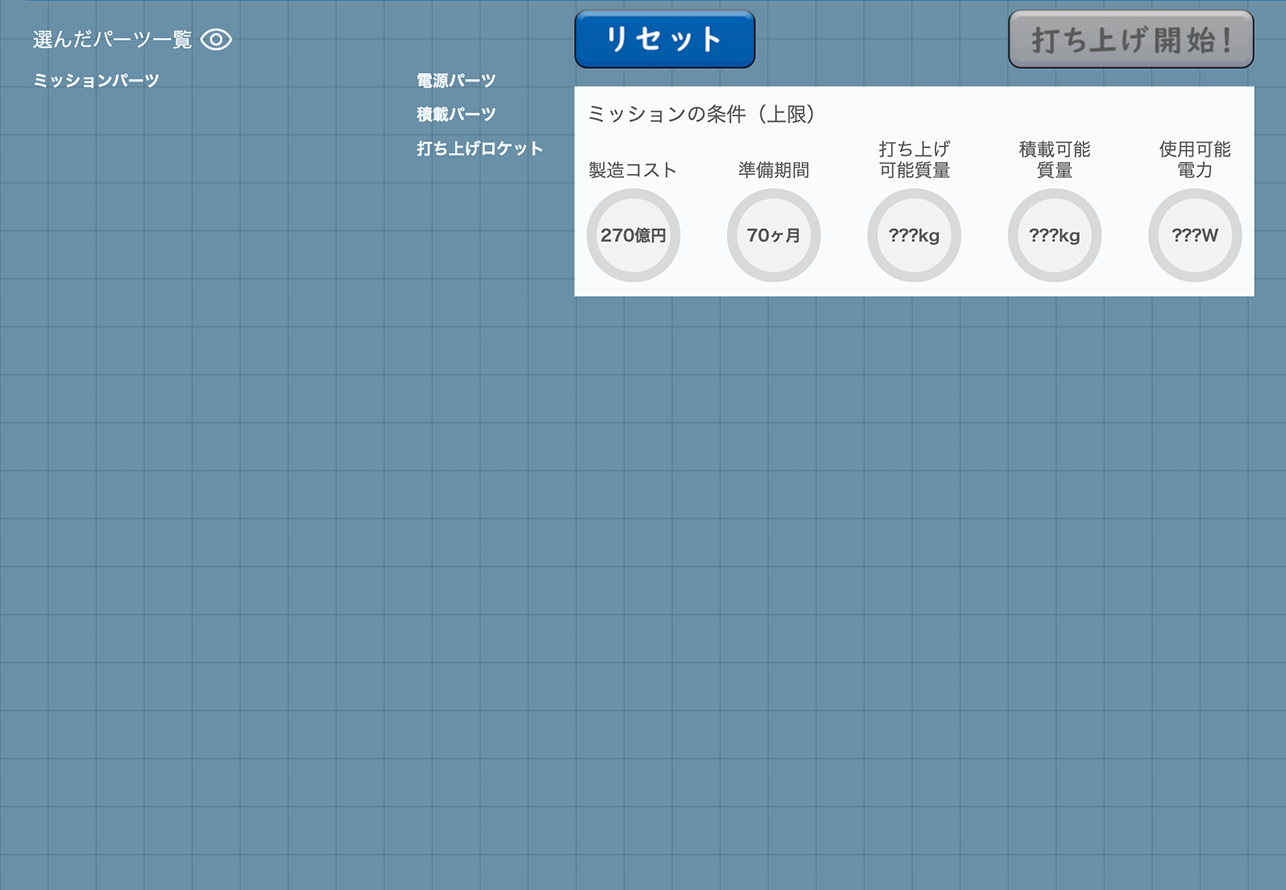 選んだパーツ一覧
リセット
打ち上げ開始!
ミッションパーツ
電源パーツ
積載パーツ
打ち上げロケット
ミッションの条件（上限）
製造コスト
270億円
準備期間
70ヶ月
打ち上げ
可能質量
???kg
積載可能
質量
???kg
使用可能
電力
???W